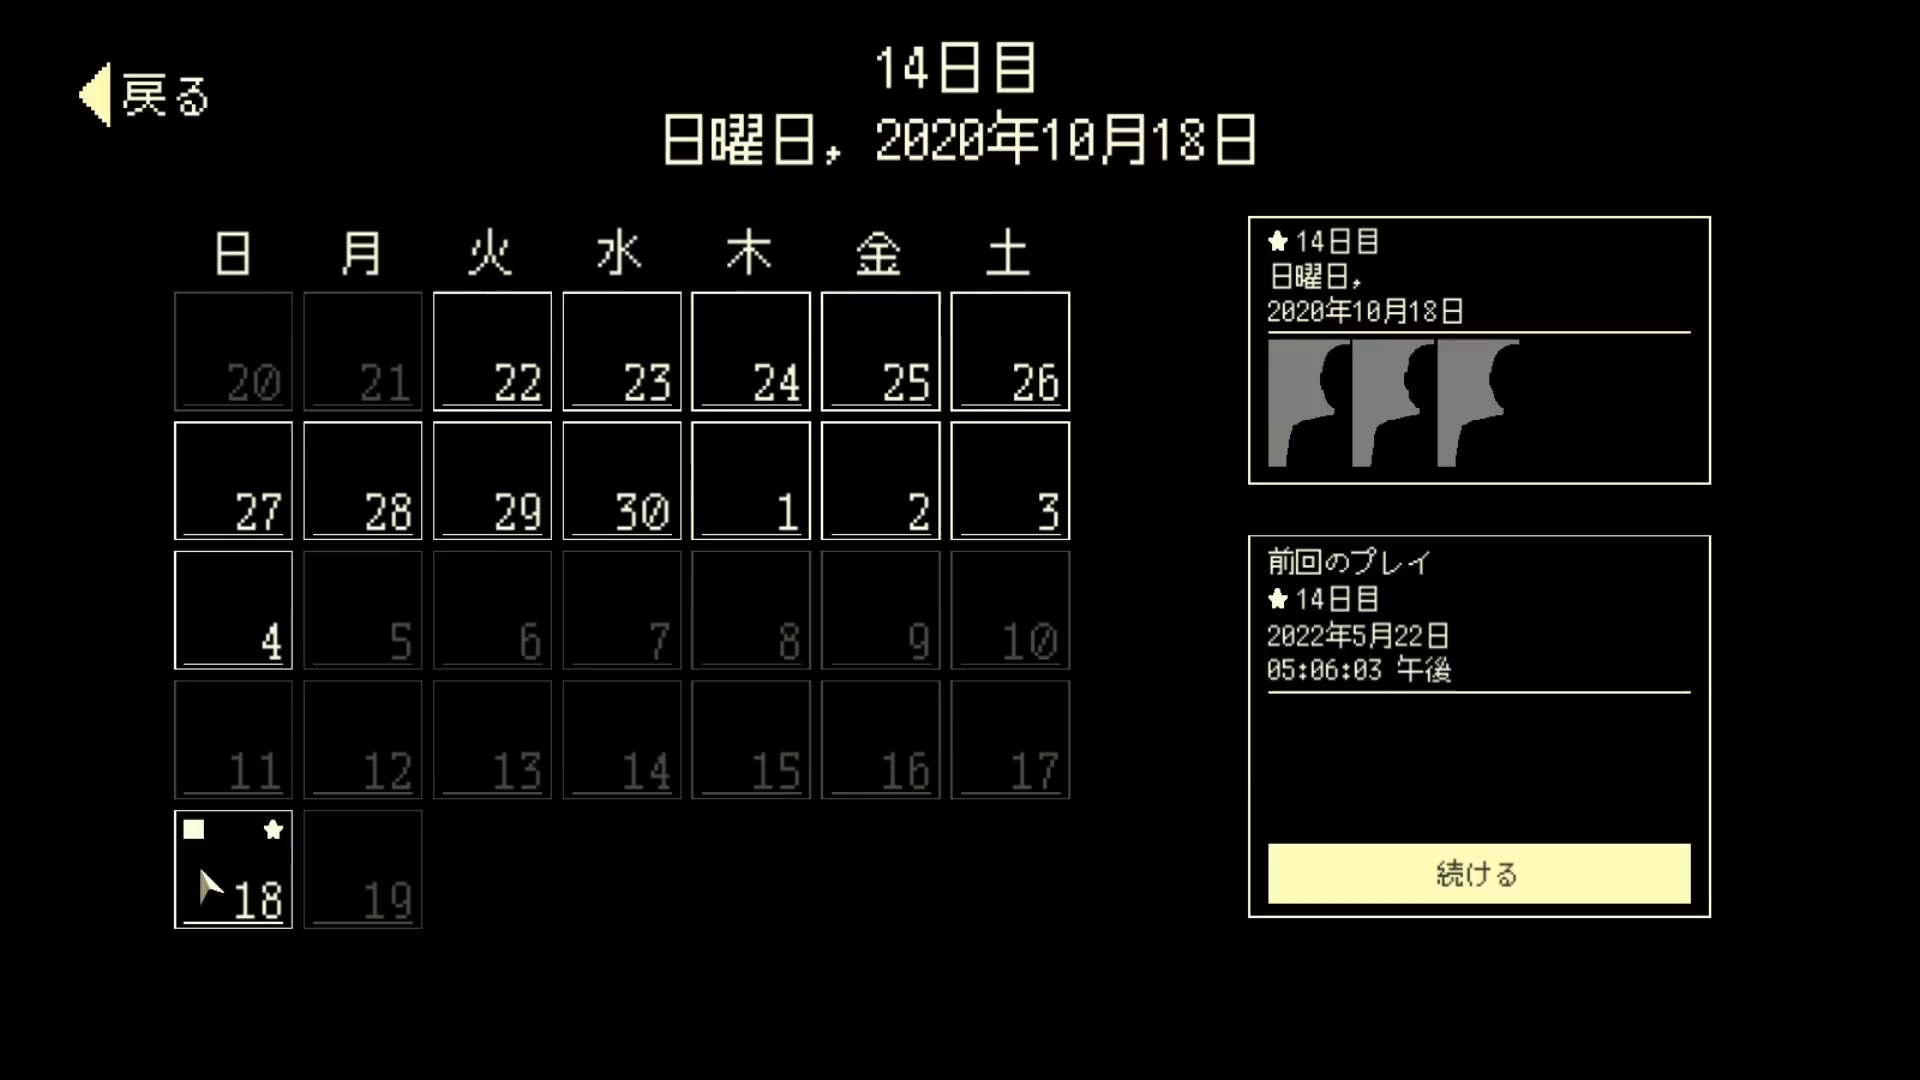 戻る
14日目
日曜日, 2020年10月18日
日 月 火 水 木 金 土
20 21 22 23 24 25 26
27 28 29 30 1 2 3
4 5 6 7 8 9 10
11 12 13 14 15 16 17
18 19
★14日目
日曜日,
2020年10月18日
前回のプレイ
★14日目
2022年5月22日
05:06:03 午後
続ける